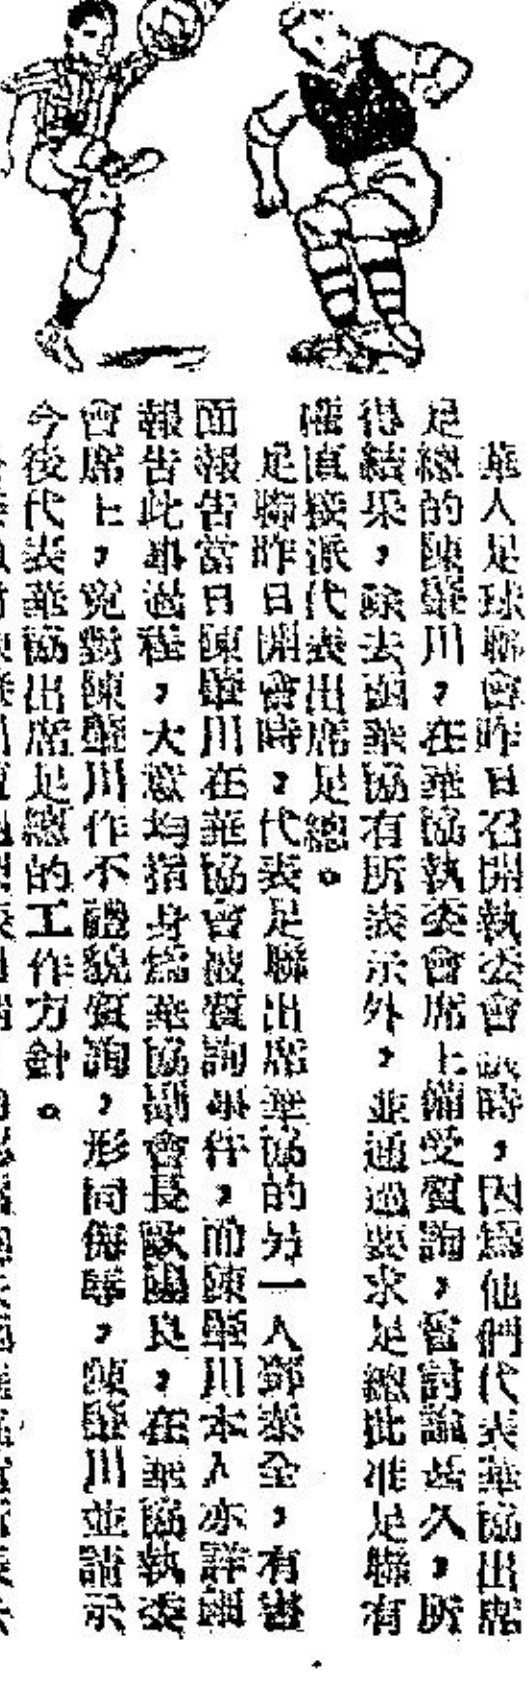 華人足球聯會昨日召開執委會議時，因爲他們代表華協出席
足總的陳肇川，在華協執委會席上備受質詢，曾討論甚久，所
得結果，除去函華協有所表示外，並通過要求足總批准足聯有
權直接派代表出席足總。
足聯昨日開會時，代表足聯出席華協的另一人鄧泰全，有書
面報告當日陳肇川在華協會被質詢事件，而陳肇川本人亦詳細
報告此事過程，大意均指身爲華協副會長歐陽良，在華協執委
會席上，竟對陳肇川作不禮貌質詢，形同侮辱，陳肇川並請示
今後代表華協出席足總的工作方針。